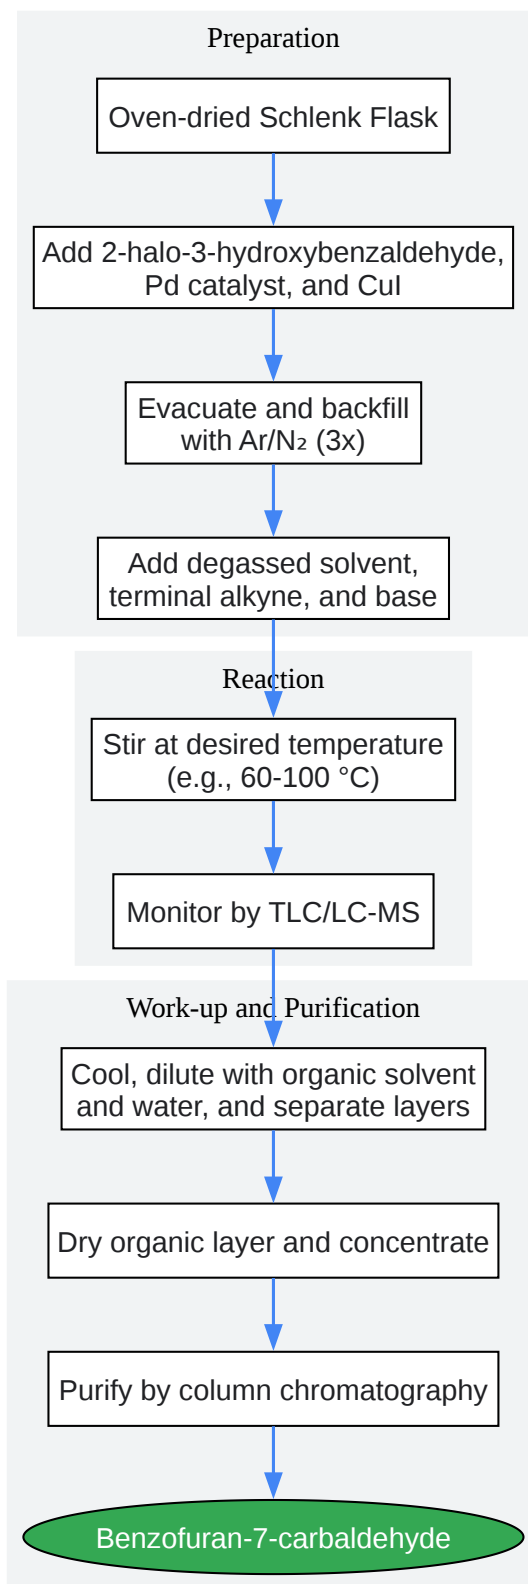 Preparation
Oven-dried Schlenk Flask
Add 2-halo-3-hydroxybenzaldehyde,
Pd catalyst, and CuI
Evacuate and backfill
with Ar/N₂ (3x)
Add degassed solvent,
terminal alkyne, and base
Reaction
Stir at desired temperature
(e.g., 60-100 °C)
Monitor by TLC/LC-MS
Work-up and Purification
Cool, dilute with organic solvent
and water, and separate layers
Dry organic layer and concentrate
Purify by column chromatography
Benzofuran-7-carbaldehyde